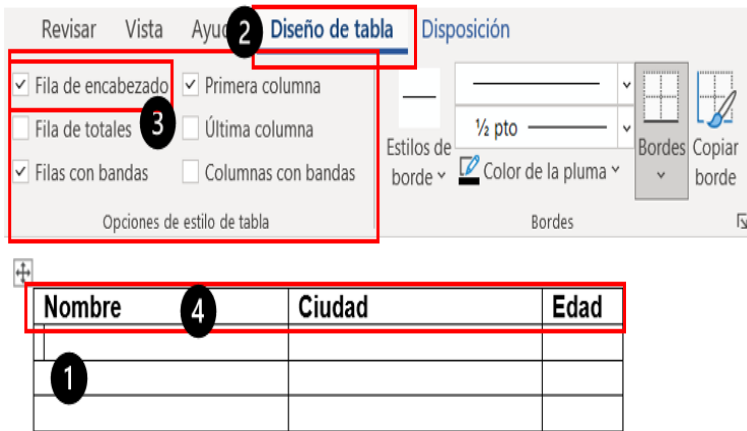 Revisar Vista Ayu 2 Diseño de tabla Disposición
Fila de encabezado Primera columna
Fila de totales 3 Última columna
Filas con bandas Columnas con bandas
Opciones de estilo de tabla
Estilos de
borde
½ pto
Color de la pluma
Bordes
Copiar
borde
Bordes
Nombre 4 Ciudad Edad
1